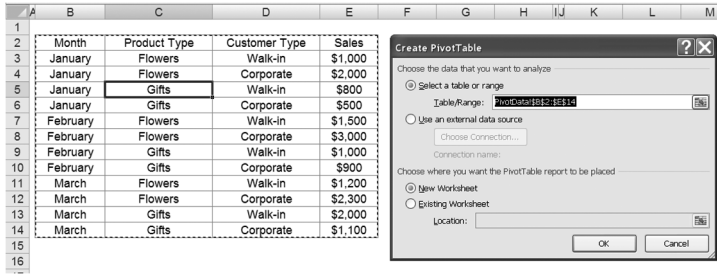 A B C D E F G H I J K L M
1
2 Month Product Type Customer Type Sales
3 January Flowers Walk-in $1,000
4 January Flowers Corporate $2,000
5 January Gifts Walk-in $800
6 January Gifts Corporate $500
7 February Flowers Walk-in $1,500
8 February Flowers Corporate $3,000
9 February Gifts Walk-in $1,000
10 February Gifts Corporate $900
11 March Flowers Walk-in $1,200
12 March Flowers Corporate $2,300
13 March Gifts Walk-in $2,000
14 March Gifts Corporate $1,100
15
16
Create PivotTable
Choose the data that you want to analyze
Select a table or range
Table/Range: PivotData!$B$2:$E$14
Use an external data source
Choose Connection...
Connection name:
Choose where you want the PivotTable report to be placed
New Worksheet
Existing Worksheet
Location:
OK Cancel